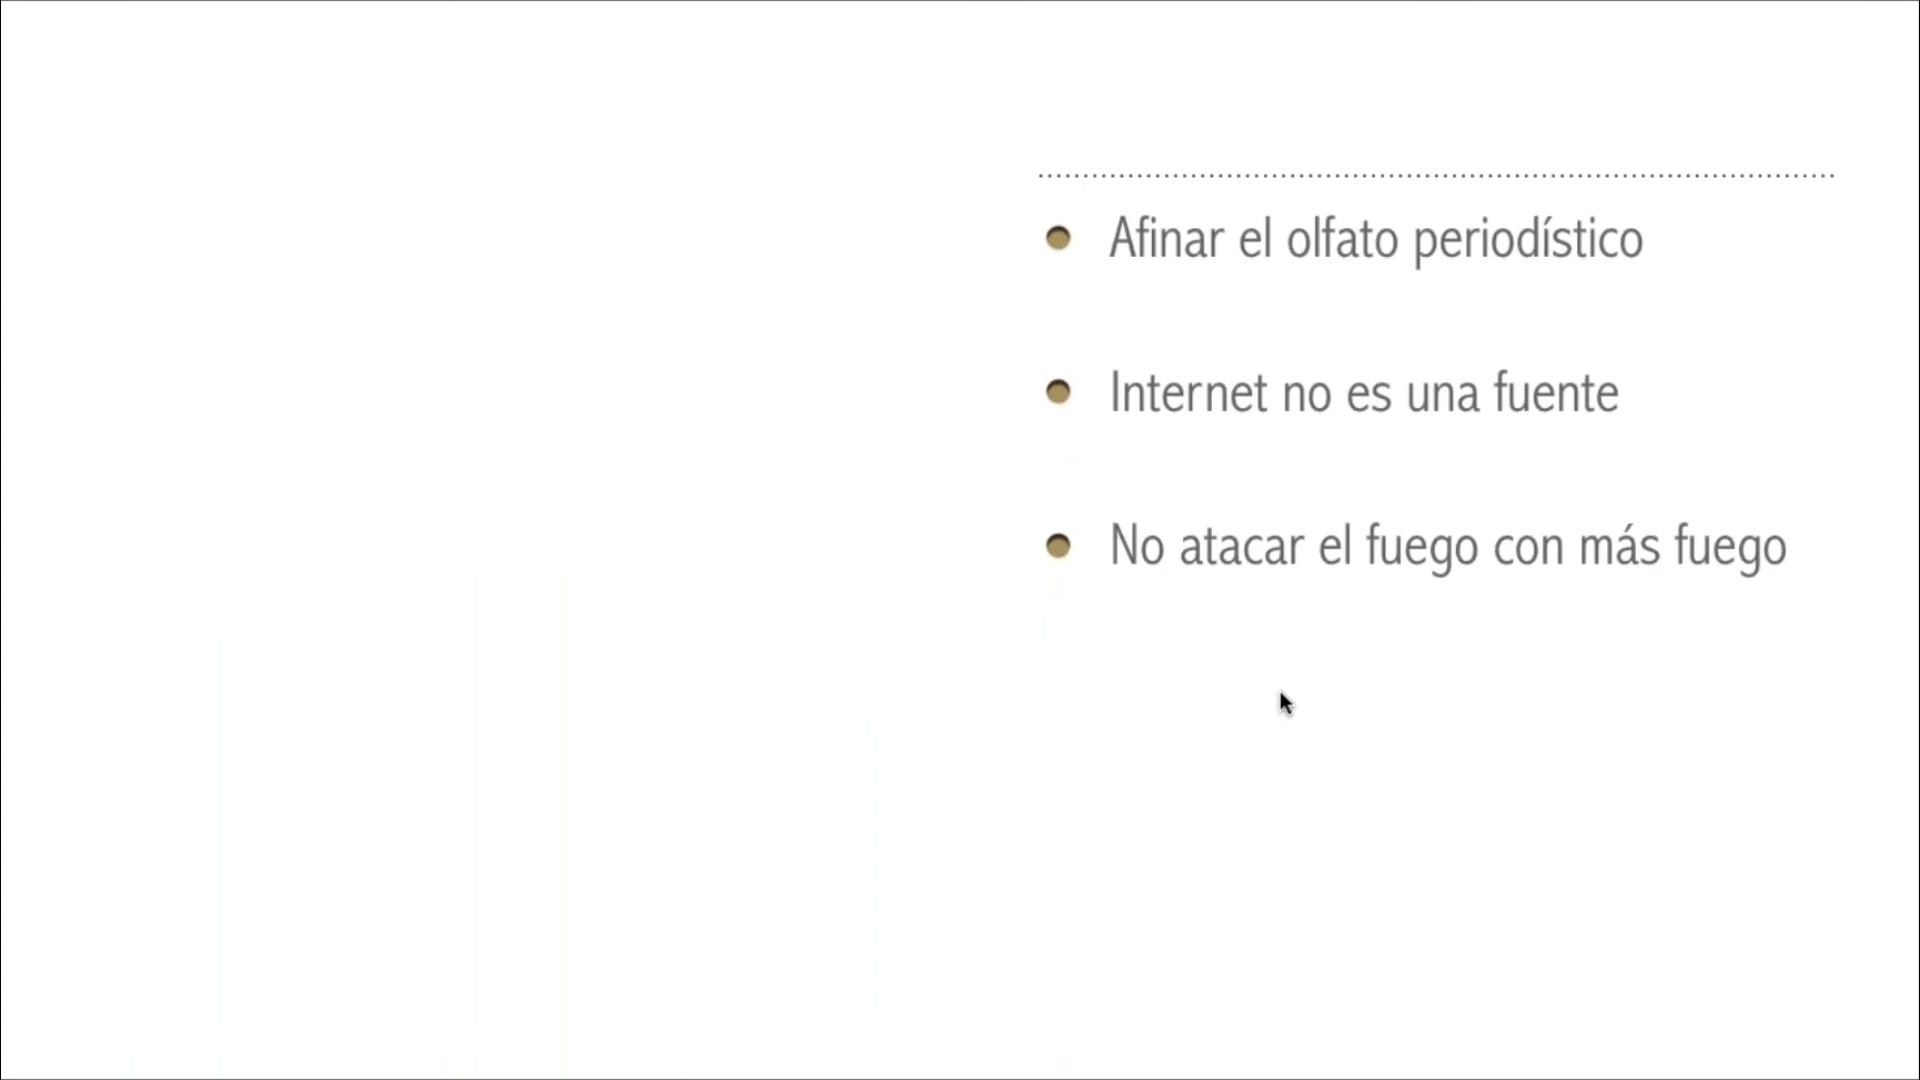 Afinar el olfato periodístico
Internet no es una fuente
No atacar el fuego con más fuego